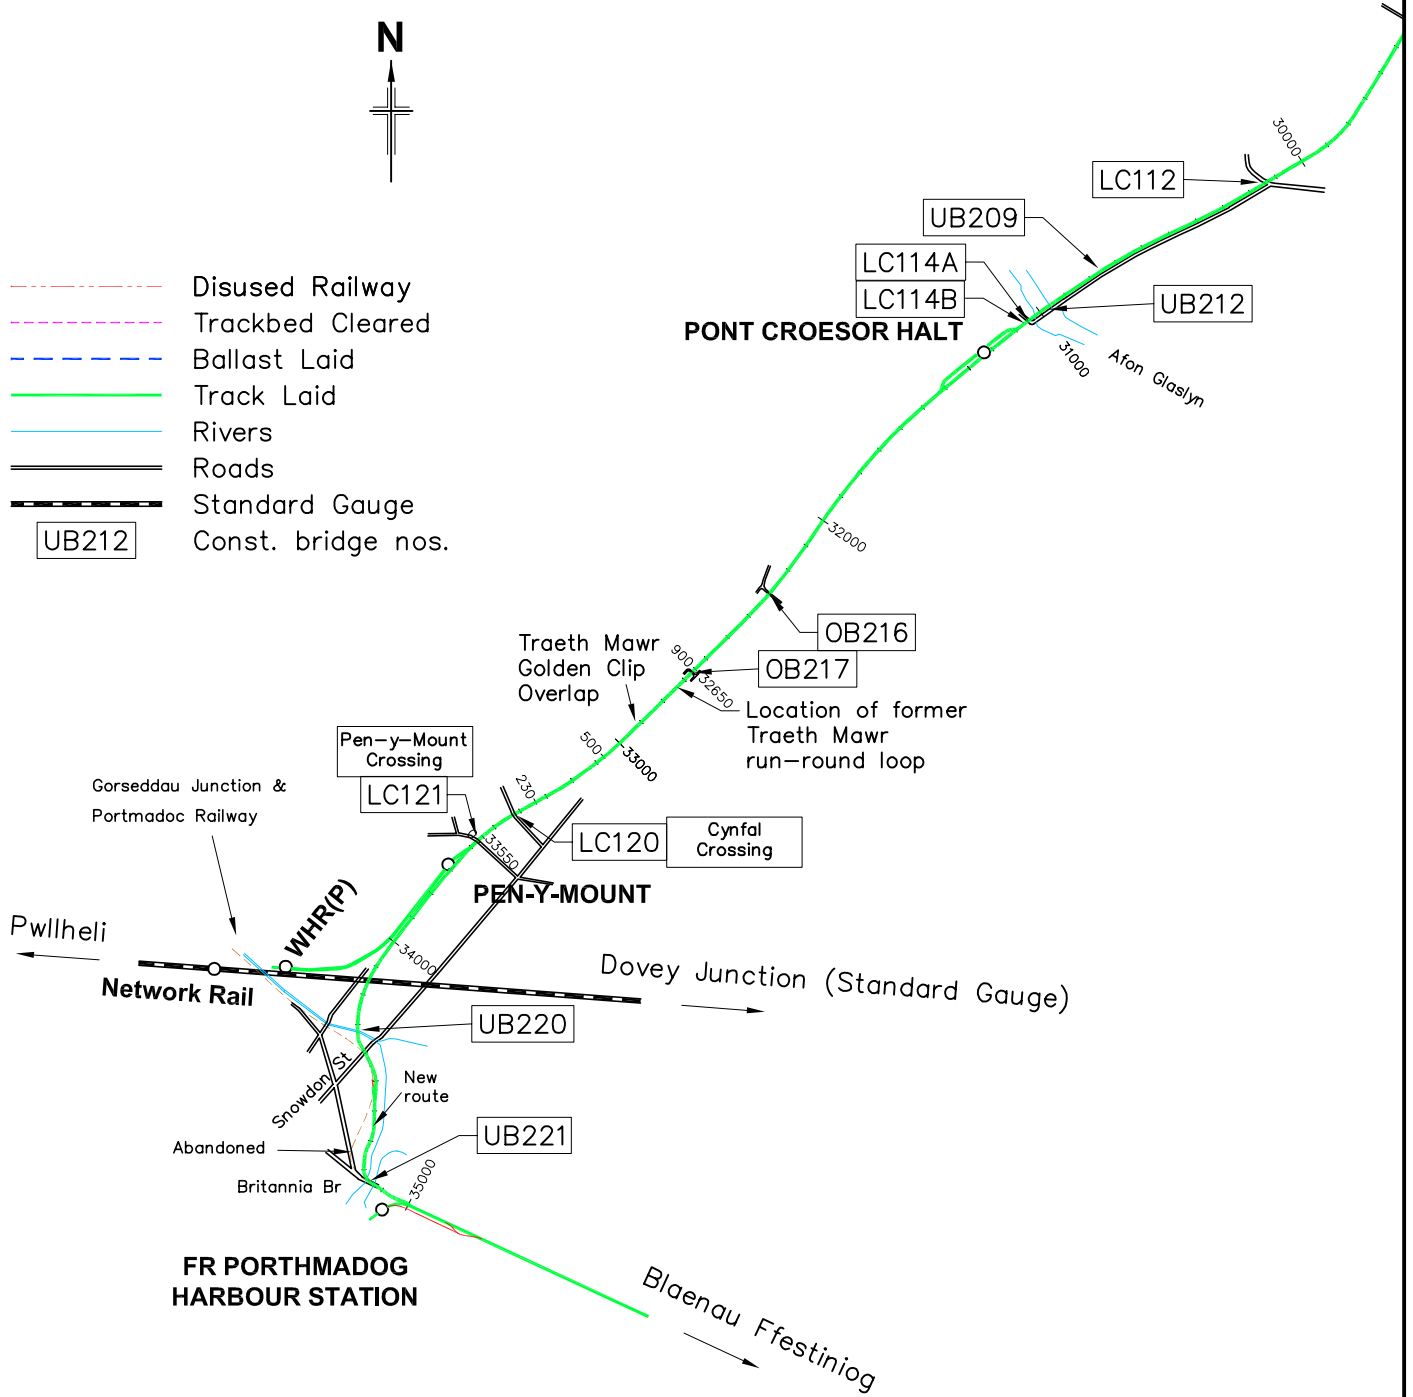 N
30000
LC112
UB209
LC114A
LC114B
UB212
PONT CROESOR HALT
31000
Afon Glaslyn
Disused Railway
Trackbed Cleared
Ballast Laid
Track Laid
Rivers
Roads
Standard Gauge
UB212
Const. bridge nos.
32000
OB216
OB217
900
32650
Traeth Mawr
Golden Clip
Overlap
Location of former
Traeth Mawr
run-round loop
500
33000
Pen-y-Mount
Crossing
LC121
230
LC120
Cynfal
Crossing
33550
Gorseddau Junction &
Portmadoc Railway
PEN-Y-MOUNT
WHR(P)
34000
Pwllheli
Network Rail
Dovey Junction (Standard Gauge)
UB220
Snowdon St
New
route
UB221
Abandoned
Britannia Br
35000
FR PORTHMADOG
HARBOUR STATION
Blaenau Ffestiniog